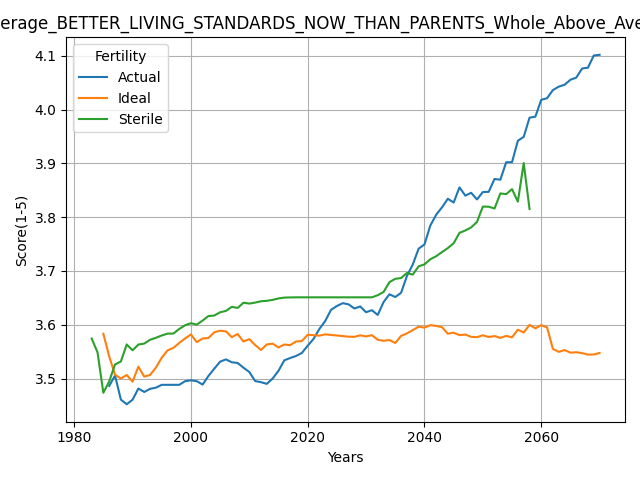 erage_BETTER_LIVING_STANDARDS_NOW_THAN_PARENTS_Whole_Above_Ave
Fertility
Actual
Ideal
Sterile
Score(1-5)
4.1
4.0
3.9
3.8
3.7
3.6
3.5
1980 2000 2020 2040 2060
Years